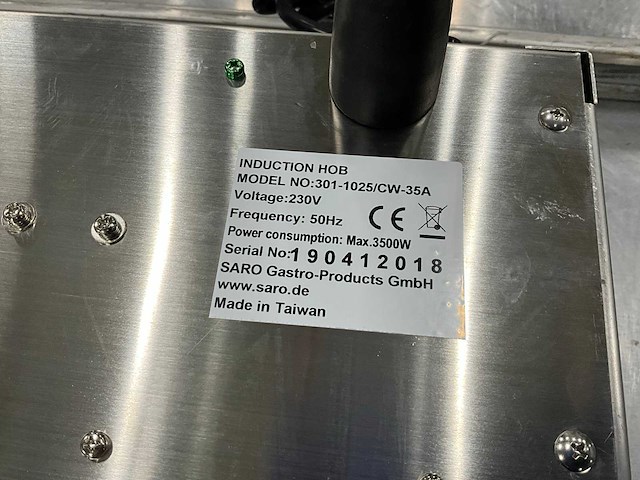 INDUCTION HOB
MODEL NO:301-1025/CW-35A
Voltage:230V
Frequency: 50Hz CE
Power consumption: Max.3500W
Serial No:190412018
SARO Gastro-Products GmbH
www.saro.de
Made in Taiwan